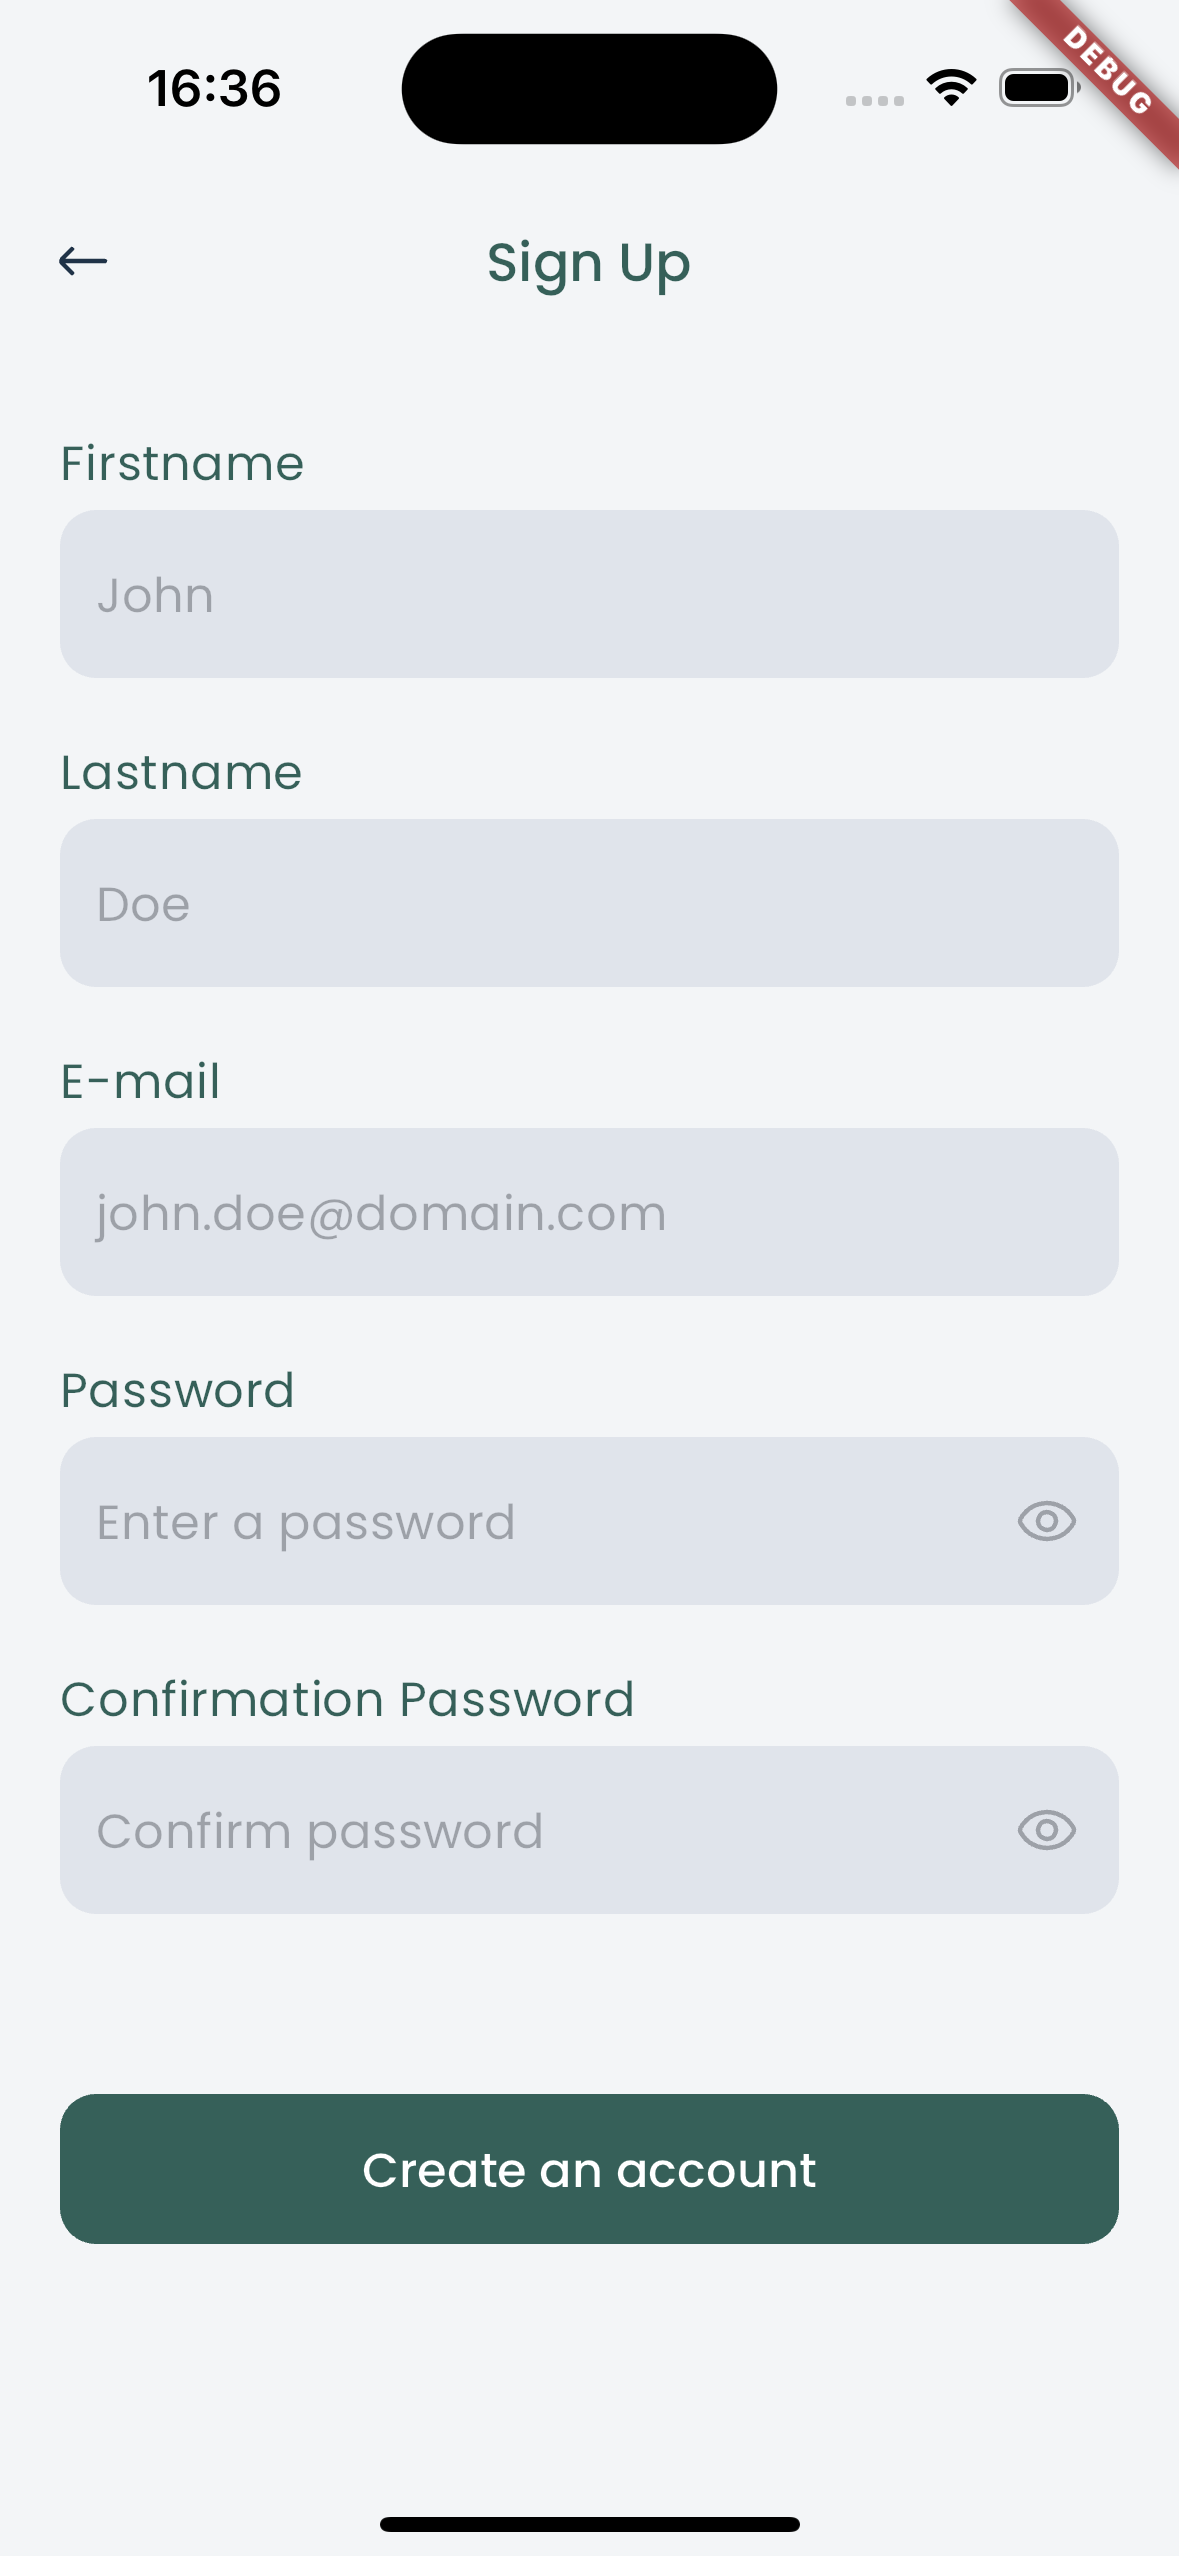 16:36
DEBUG
Sign Up
Firstname
John
Lastname
Doe
E-mail
john.doe@domain.com
Password
Enter a password
Confirmation Password
Confirm password
Create an account